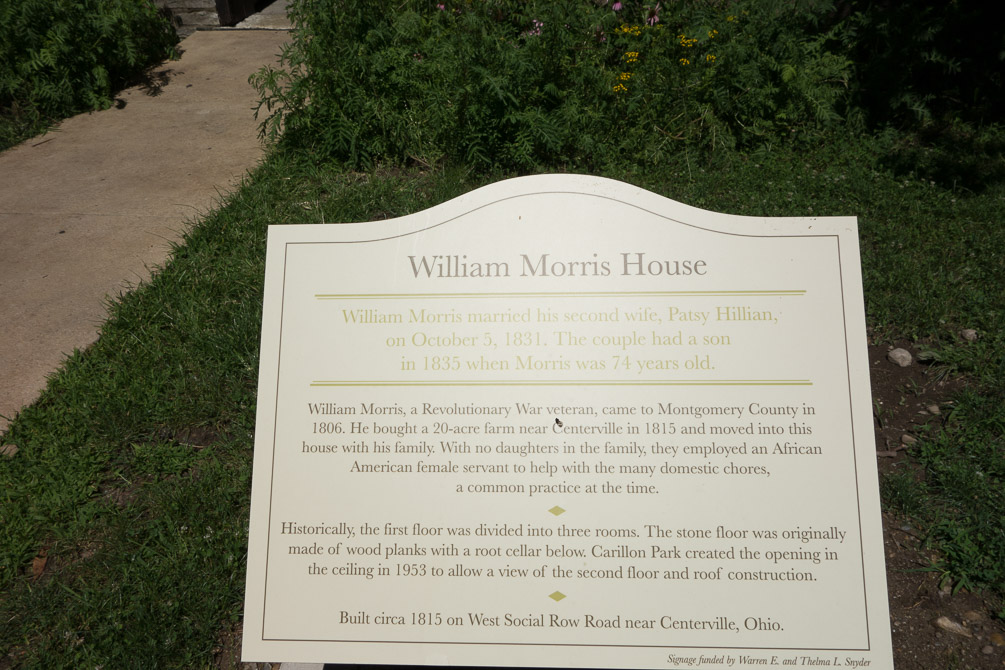 William Morris House
William Morris married his second wife, Patsy Hillian,
on October 5, 1831. The couple had a son
in 1835 when Morris was 74 years old.
William Morris, a Revolutionary War veteran, came to Montgomery County in
1806. He bought a 20-acre farm near Centerville in 1815 and moved into this
house with his family. With no daughters in the family, they employed an African
American female servant to help with the many domestic chores,
a common practice at the time.
Historically, the first floor was divided into three rooms. The stone floor was originally
made of wood planks with a root cellar below. Carillon Park created the opening in
the ceiling in 1953 to allow a view of the second floor and roof construction.
Built circa 1815 on West Social Row Road near Centerville, Ohio.
Signage funded by Warren E. and Thelma L. Snyder